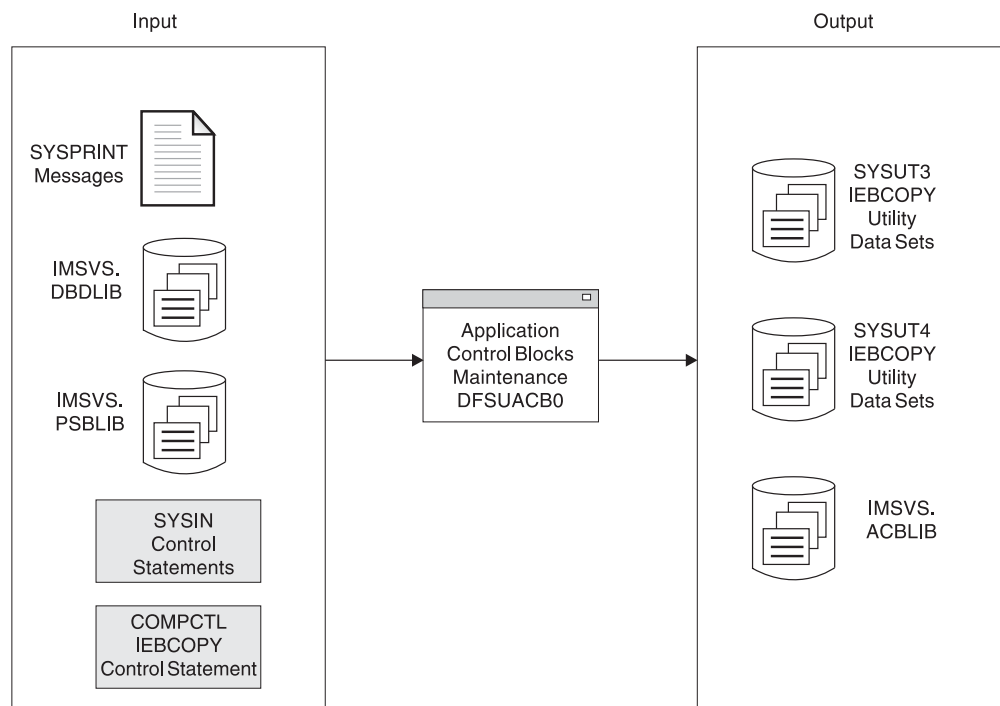 Input
Output
SYSPRINT
Messages
IMSVS.
DBDLIB
IMSVS.
PSBLIB
SYSIN
Control
Statements
COMPCTL
IEBCOPY
Control Statement
Application
Control Blocks
Maintenance
DFSUACB0
SYSUT3
IEBCOPY
Utility
Data Sets
SYSUT4
IEBCOPY
Utility
Data Sets
IMSVS.
ACBLIB